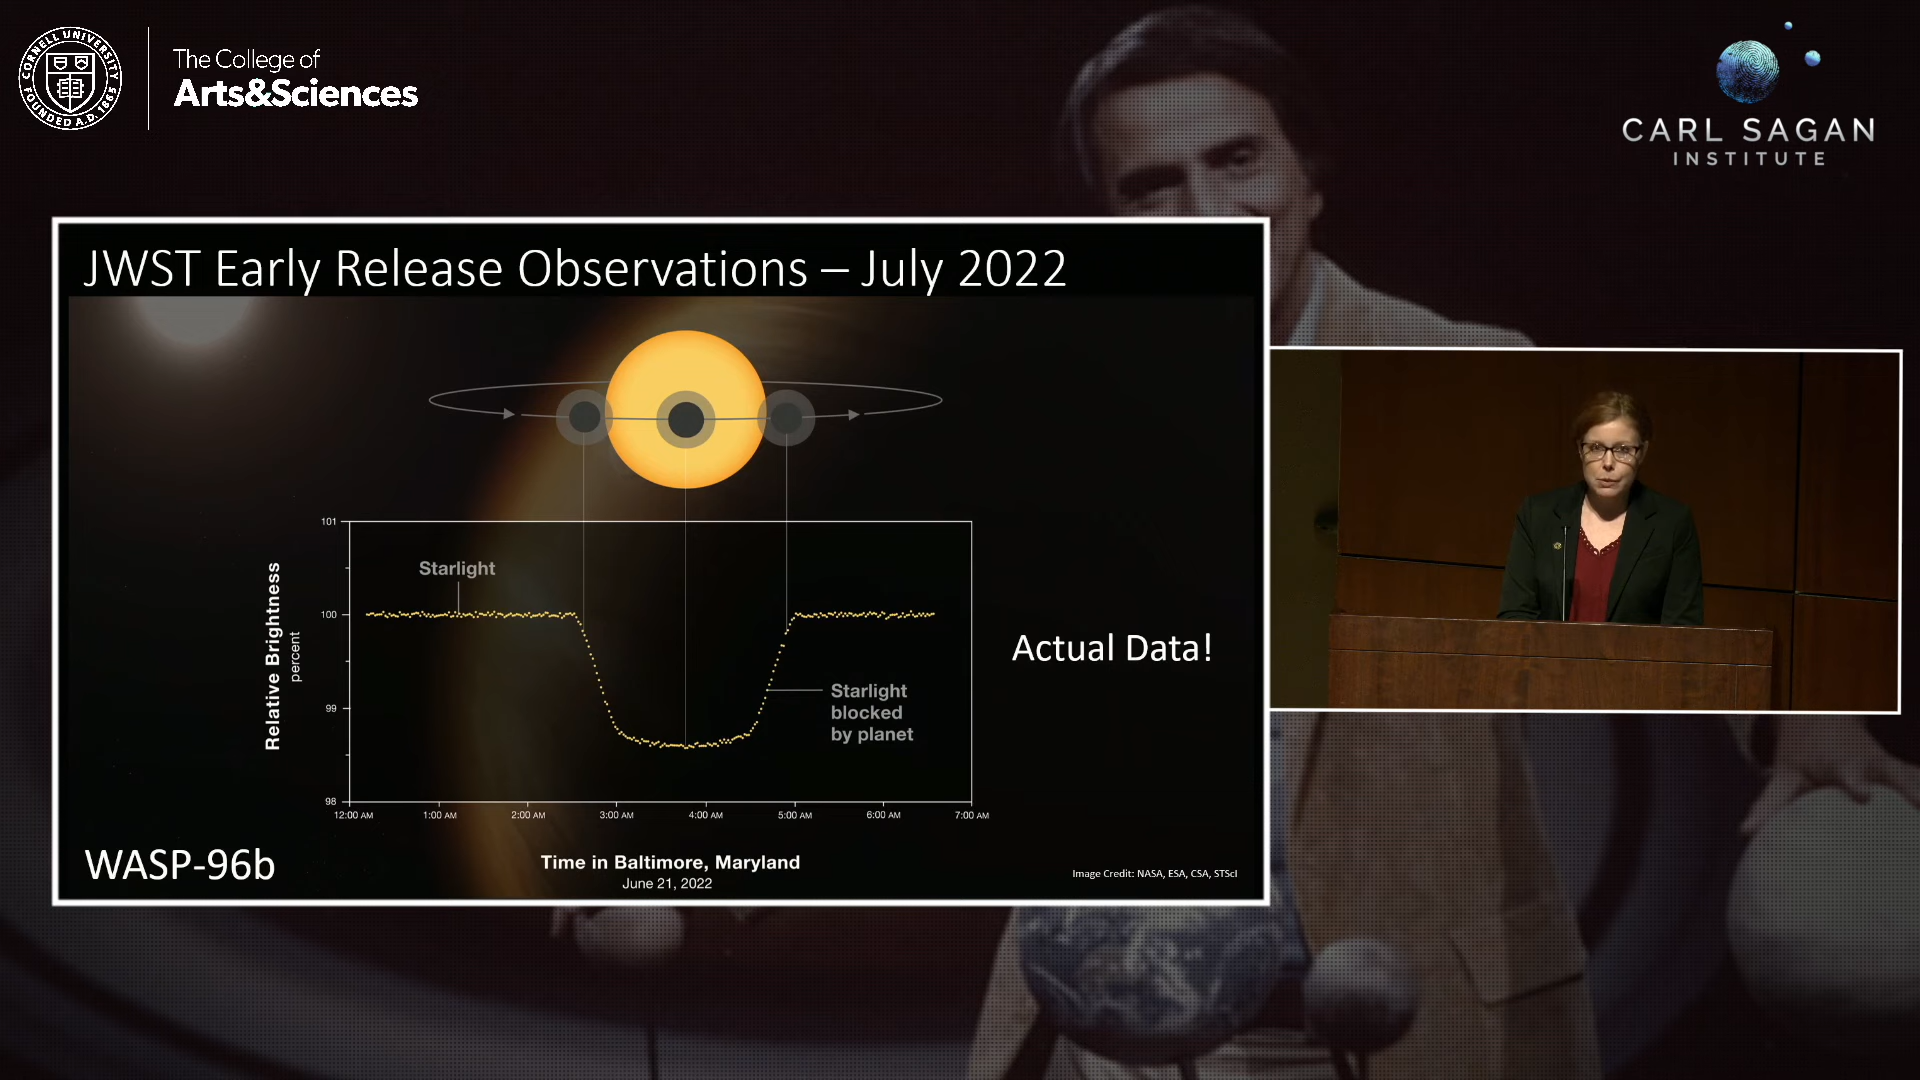 CORNELL UNIVERSITY
FOUNDED A.D. 1865
The College of
Arts&Sciences
CARL SAGAN
INSTITUTE
JWST Early Release Observations – July 2022
101
100
99
98
Relative Brightness
percent
Starlight
Starlight
blocked
by planet
Actual Data!
12:00 AM 1:00 AM 2:00 AM 3:00 AM 4:00 AM 5:00 AM 6:00 AM 7:00 AM
Time in Baltimore, Maryland
June 21, 2022
WASP-96b
Image Credit: NASA, ESA, CSA, STScI